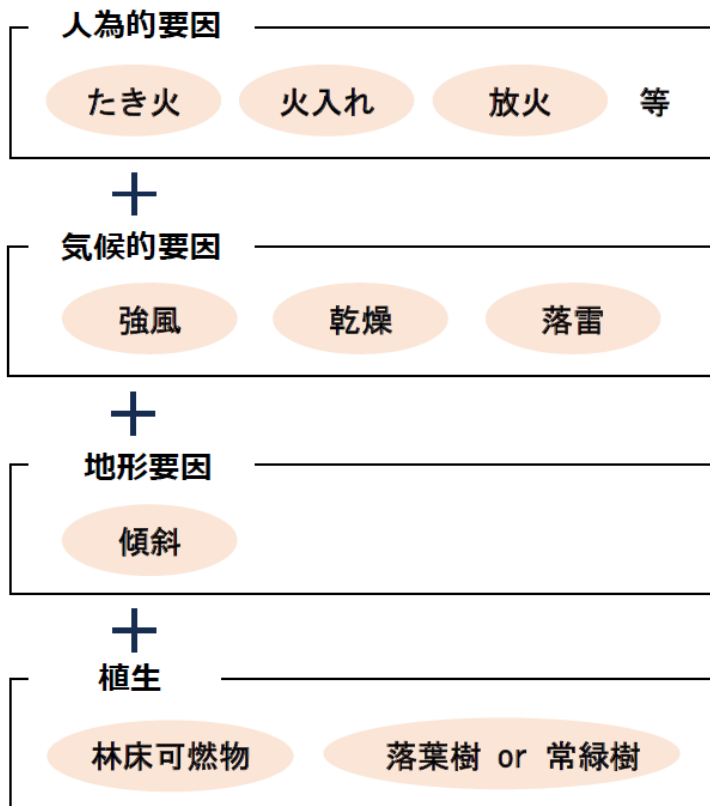 人為的要因
たき火 火入れ 放火 等
+
気候的要因
強風 乾燥 落雷
+
地形要因
傾斜
+
植生
林床可燃物 落葉樹 or 常緑樹